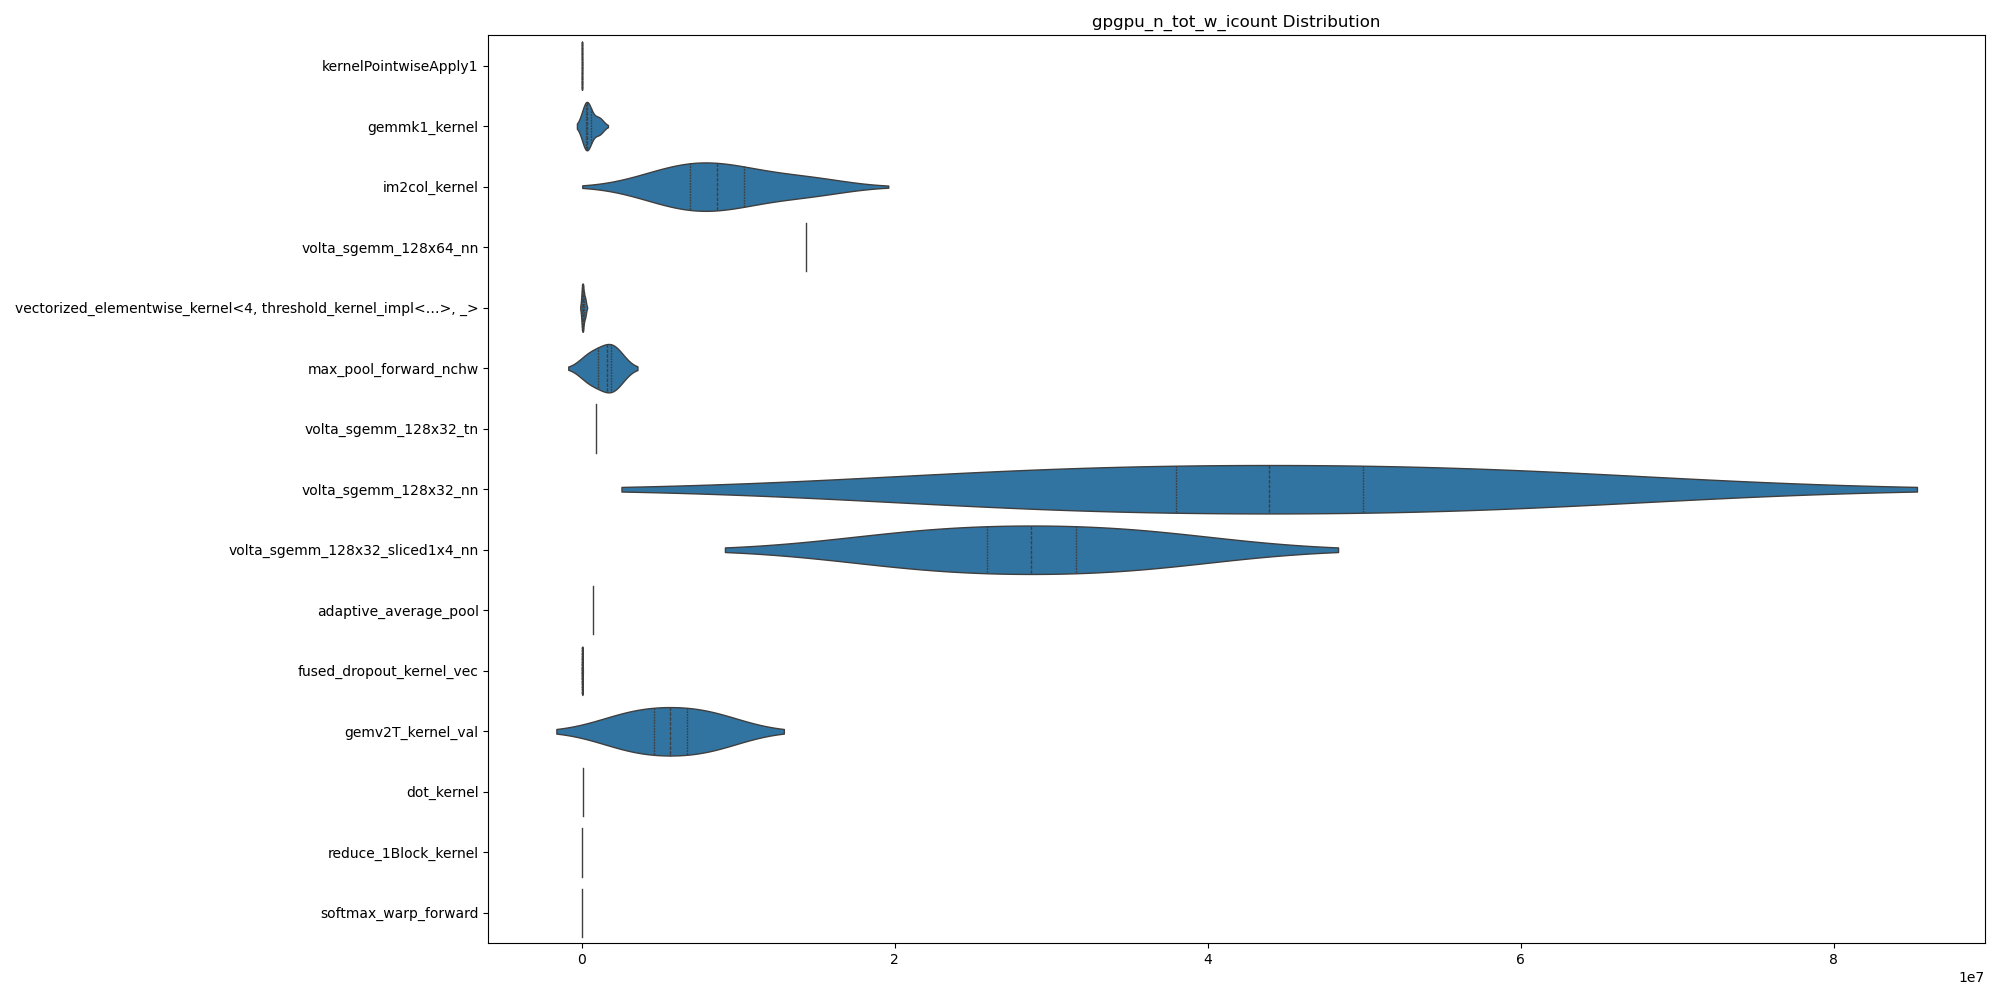 gpgpu_n_tot_w_icount Distribution
kernelPointwiseApply1
gemmk1_kernel
im2col_kernel
volta_sgemm_128x64_nn
vectorized_elementwise_kernel<4, threshold_kernel_impl<...>, _>
max_pool_forward_nchw
volta_sgemm_128x32_tn
volta_sgemm_128x32_nn
volta_sgemm_128x32_sliced1x4_nn
adaptive_average_pool
fused_dropout_kernel_vec
gemv2T_kernel_val
dot_kernel
reduce_1Block_kernel
softmax_warp_forward
0 2 4 6 8
1e7